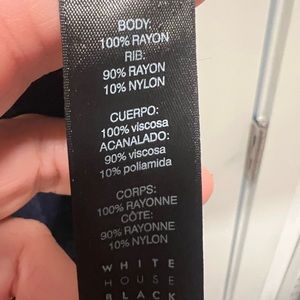 BODY:
100% RAYON
RIB:
90% RAYON
10% NYLON
CUERPO:
100% viscosa
ACANALADO:
90% viscosa
10% poliamida
CORPS:
100% RAYONNE
CÔTE:
90% RAYONNE
10% NYLON
WHITE
HOUSE
BLACK